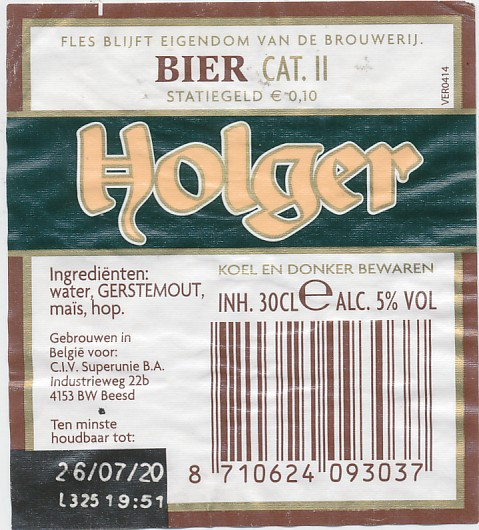 FLES BLIJFT EIGENDOM VAN DE BROUWERIJ.
BIER CAT. II
STATIEGELD € 0,10
VER0414
Holger
Ingrediënten:
water, GERSTEMOUT,
maïs, hop.
Gebrouwen in
België voor:
C.I.V. Superunie B.A.
Industrieweg 22b
4153 BW Beesd
Ten minste
houdbaar tot:
26/07/20
L325 19:51
KOEL EN DONKER BEWAREN
INH. 30CL e ALC. 5% VOL
8 710624 093037